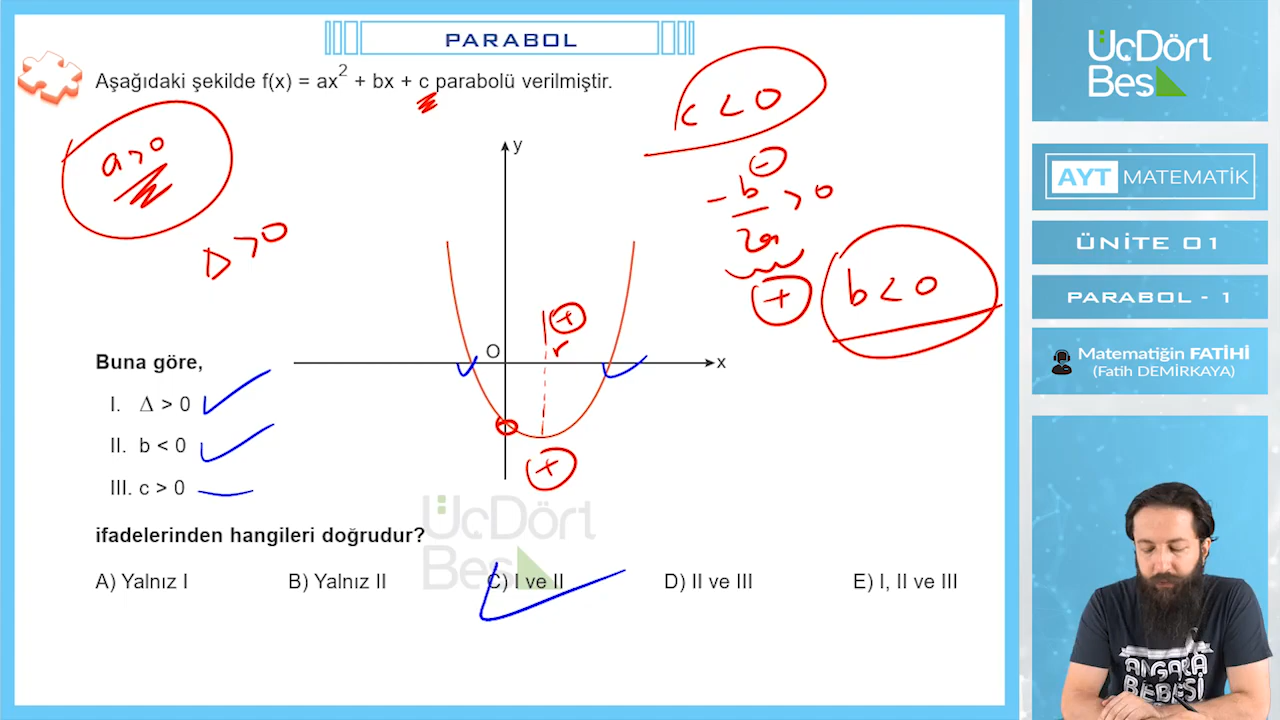 PARABOL
Aşağıdaki şekilde f(x) = ax² + bx + c parabolü verilmiştir.
a>0
Δ >0
c < 0
-b/2a > 0
b < 0
y
O
x
r
Buna göre,
I. Δ > 0
II. b < 0
III. c > 0
ifadelerinden hangileri doğrudur?
A) Yalnız I
B) Yalnız II
C) I ve II
D) II ve III
E) I, II ve III
ÜçDört
Beş
ÜçDört
Beş
AYT MATEMATİK
ÜNİTE 01
PARABOL - 1
Matematiğin FATİHİ
(Fatih DEMİRKAYA)
ANGARA
BEBESİ